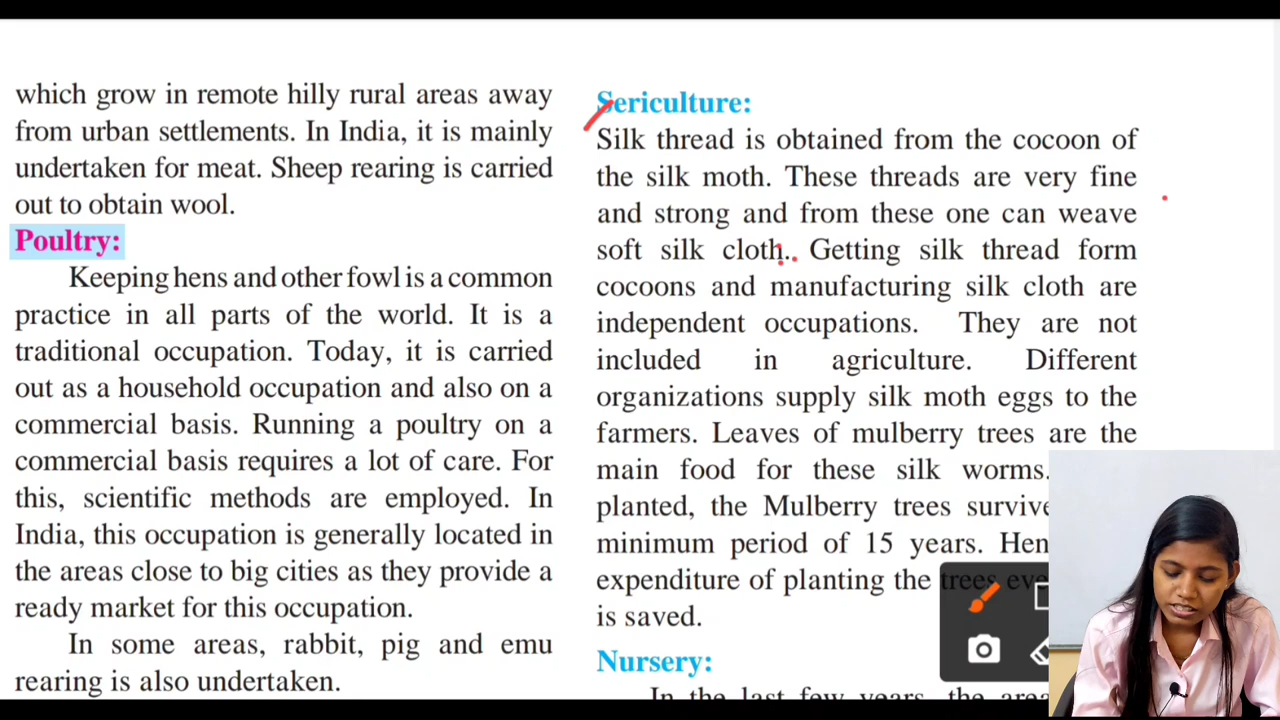 which grow in remote hilly rural areas away
from urban settlements. In India, it is mainly
undertaken for meat. Sheep rearing is carried
out to obtain wool.
Poultry:
Keeping hens and other fowl is a common
practice in all parts of the world. It is a
traditional occupation. Today, it is carried
out as a household occupation and also on a
commercial basis. Running a poultry on a
commercial basis requires a lot of care. For
this, scientific methods are employed. In
India, this occupation is generally located in
the areas close to big cities as they provide a
ready market for this occupation.
In some areas, rabbit, pig and emu
rearing is also undertaken.
Sericulture:
Silk thread is obtained from the cocoon of
the silk moth. These threads are very fine
and strong and from these one can weave
soft silk cloth.. Getting silk thread form
cocoons and manufacturing silk cloth are
independent occupations. They are not
included in agriculture. Different
organizations supply silk moth eggs to the
farmers. Leaves of mulberry trees are the
main food for these silk worms.
planted, the Mulberry trees survive
minimum period of 15 years.
expenditure of planting the trees
is saved.
Nursery:
In the last few years, the area